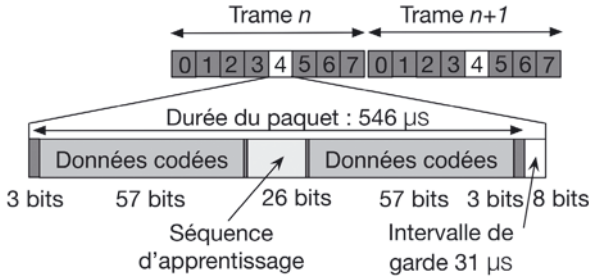 Trame n Trame n+1
0 1 2 3 4 5 6 7 0 1 2 3 4 5 6 7
Durée du paquet : 546 µs
Données codées Données codées
3 bits 57 bits 26 bits 57 bits 3 bits 8 bits
Séquence
d'apprentissage
Intervalle de
garde 31 µs